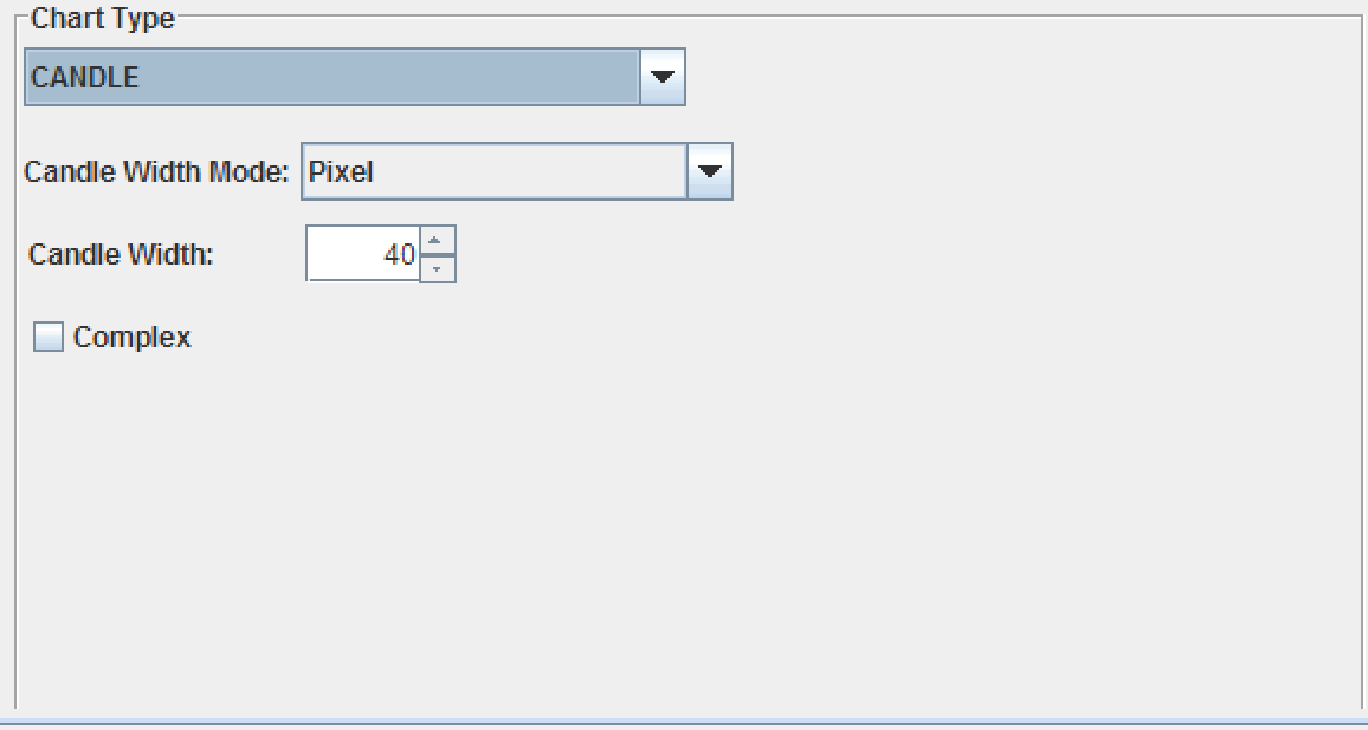 Chart Type
CANDLE
Candle Width Mode: Pixel
Candle Width: 40
Complex